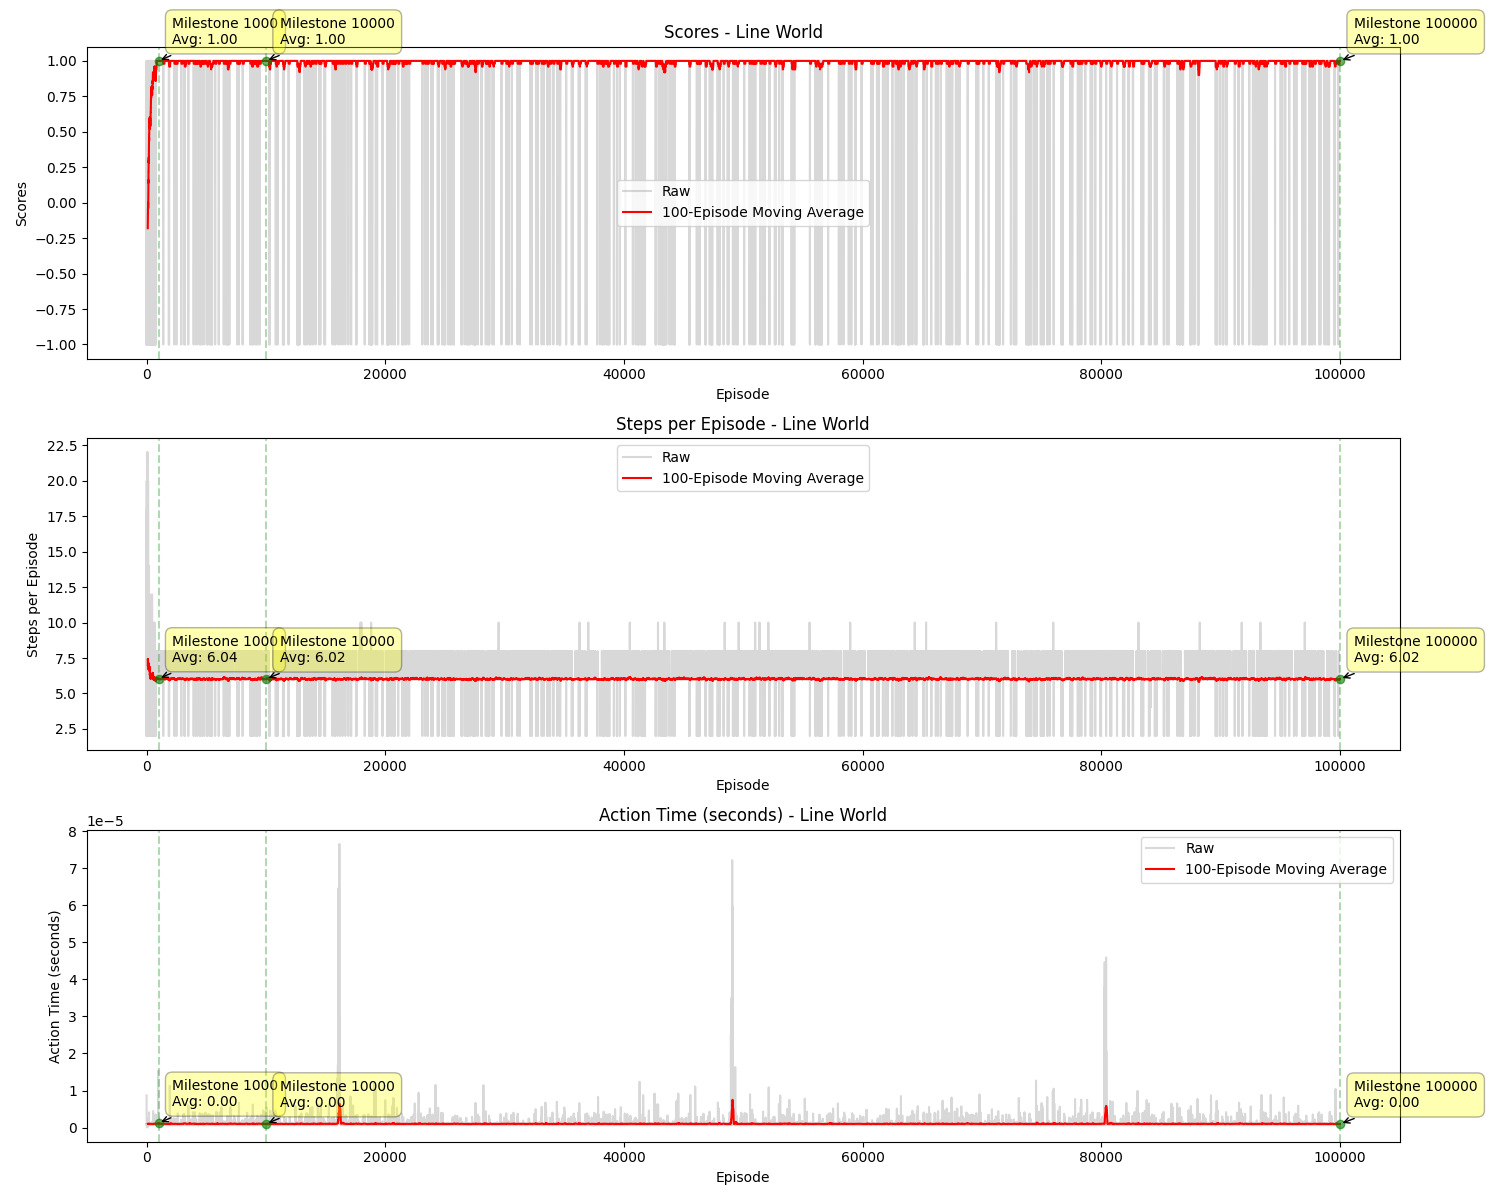 Milestone 1000
Avg: 1.00
Milestone 10000
Avg: 1.00
Scores - Line World
Milestone 100000
Avg: 1.00
1.00
0.75
0.50
0.25
0.00
−0.25
−0.50
−0.75
−1.00
Scores
Raw
100-Episode Moving Average
0
20000
40000
60000
80000
100000
Episode
Steps per Episode - Line World
22.5
20.0
17.5
15.0
12.5
10.0
7.5
5.0
2.5
Steps per Episode
Raw
100-Episode Moving Average
Milestone 1000
Avg: 6.04
Milestone 10000
Avg: 6.02
Milestone 100000
Avg: 6.02
0
20000
40000
60000
80000
100000
Episode
Action Time (seconds) - Line World
1e−5
8
7
6
5
4
3
2
1
0
Action Time (seconds)
Raw
100-Episode Moving Average
Milestone 1000
Avg: 0.00
Milestone 10000
Avg: 0.00
Milestone 100000
Avg: 0.00
0
20000
40000
60000
80000
100000
Episode